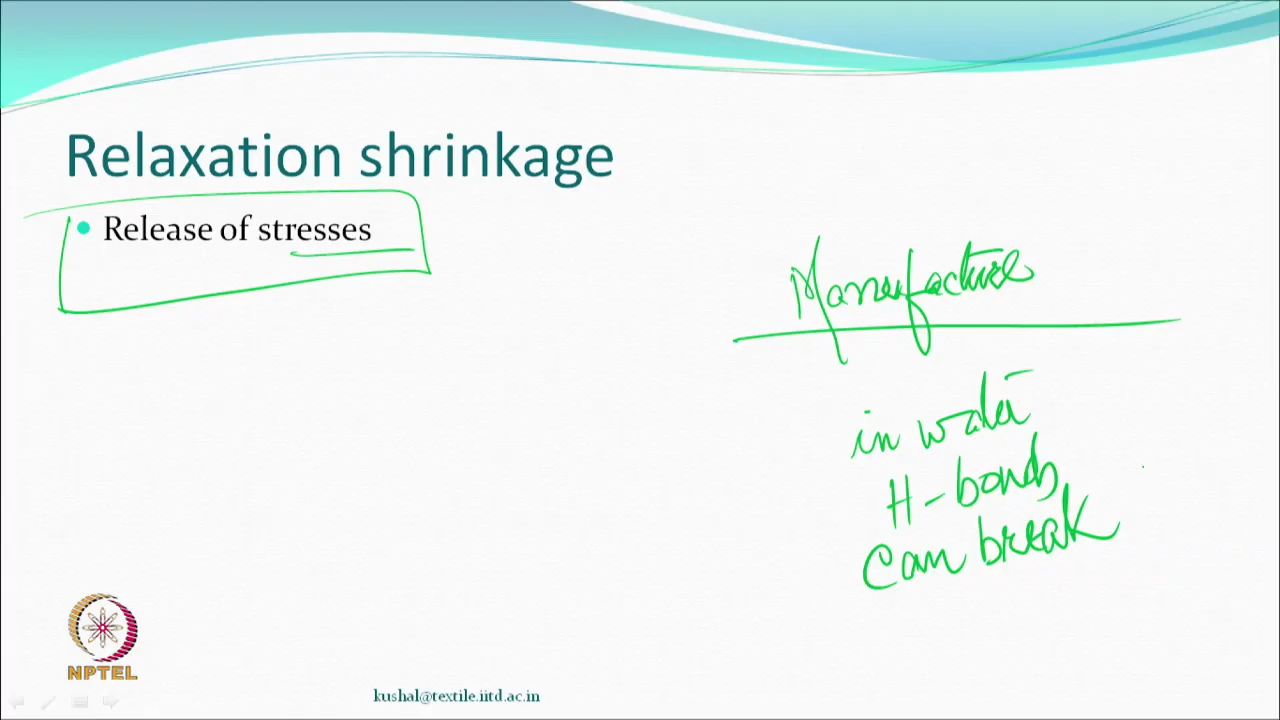 Relaxation shrinkage
Release of stresses
Manufacture
in water
H-bonds
Can break
NPTEL
kushal@textile.iitd.ac.in